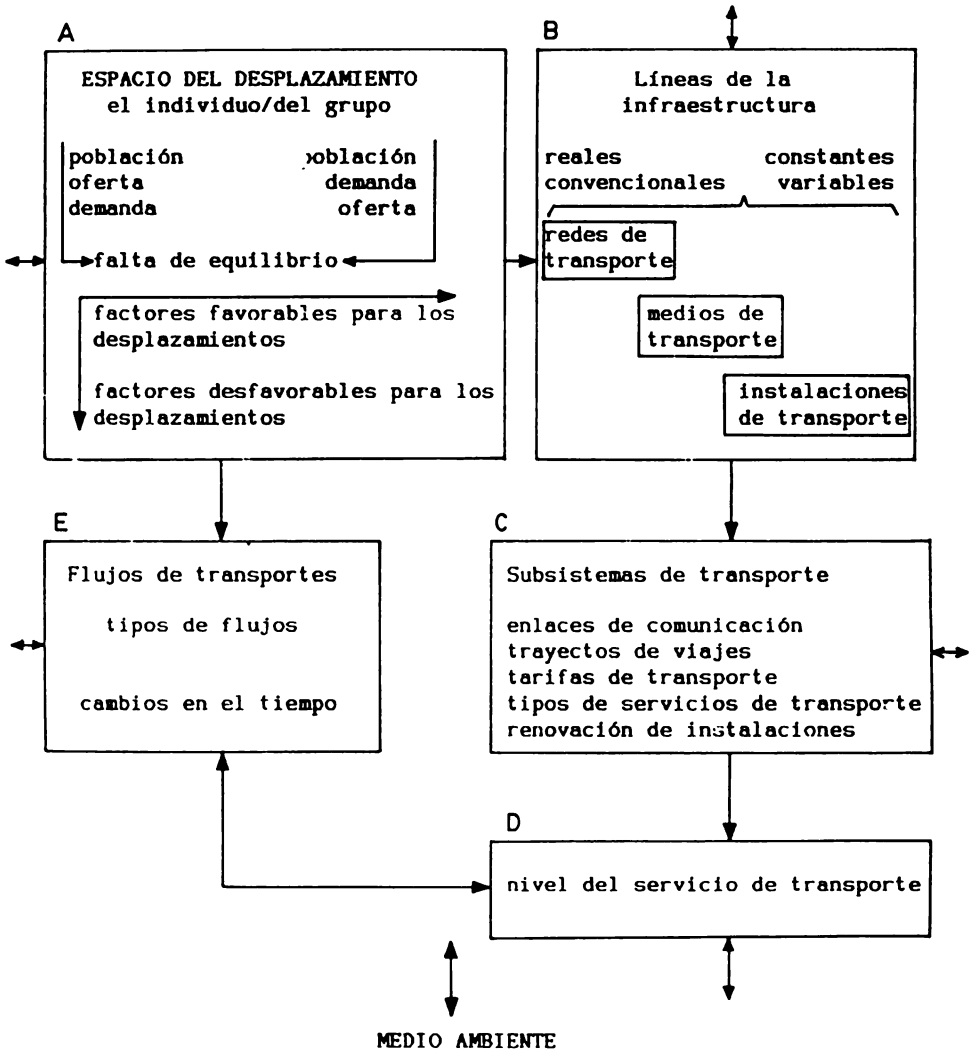 A
ESPACIO DEL DESPLAZAMIENTO
el individuo/del grupo
población
oferta
demanda
oblación
demanda
oferta
falta de equilibrio
factores favorables para los
desplazamientos
factores desfavorables para los
desplazamientos
B
Líneas de la
infraestructura
reales
convencionales
constantes
variables
redes de
transporte
medios de
transporte
instalaciones
de transporte
E
Flujos de transportes
tipos de flujos
cambios en el tiempo
C
Subsistemas de transporte
enlaces de comunicación
trayectos de viajes
tarifas de transporte
tipos de servicios de transporte
renovación de instalaciones
D
nivel del servicio de transporte
MEDIO AMBIENTE